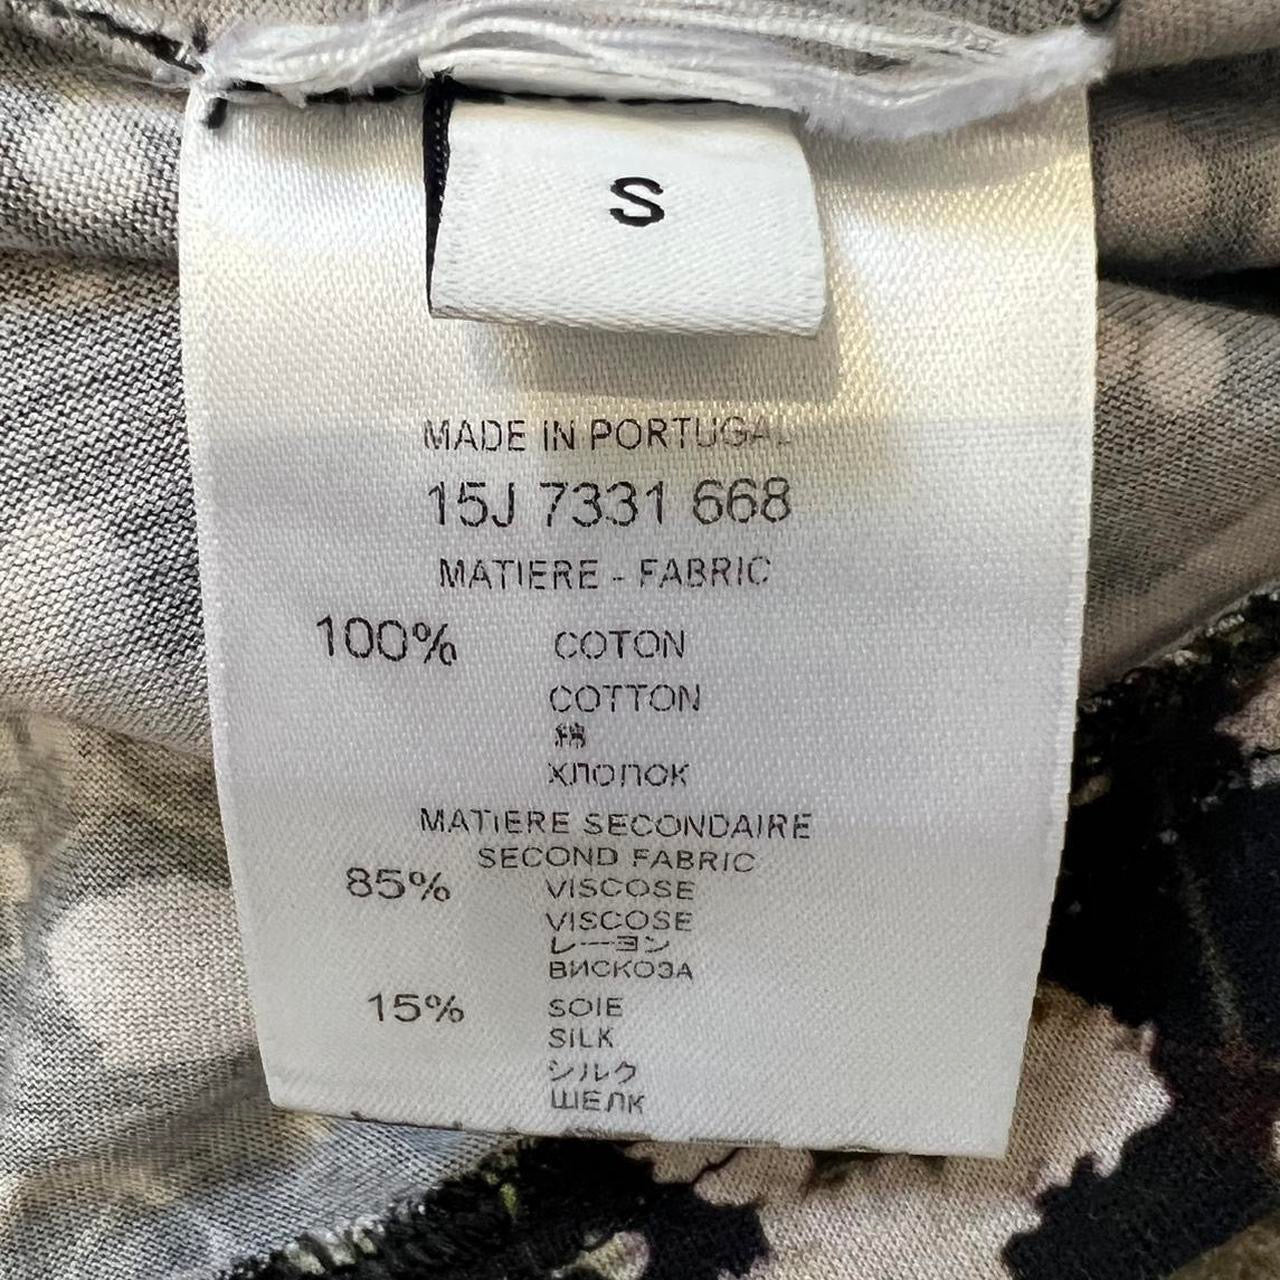 S
MADE IN PORTUGAL
15J 7331 668
MATIERE - FABRIC
100% COTON
COTTON
綿
ХЛОПОК
MATIERE SECONDAIRE
SECOND FABRIC
85% VISCOSE
VISCOSE
レーヨン
ВИСКОЗА
15% SOIE
SILK
シルク
ШЕЛК